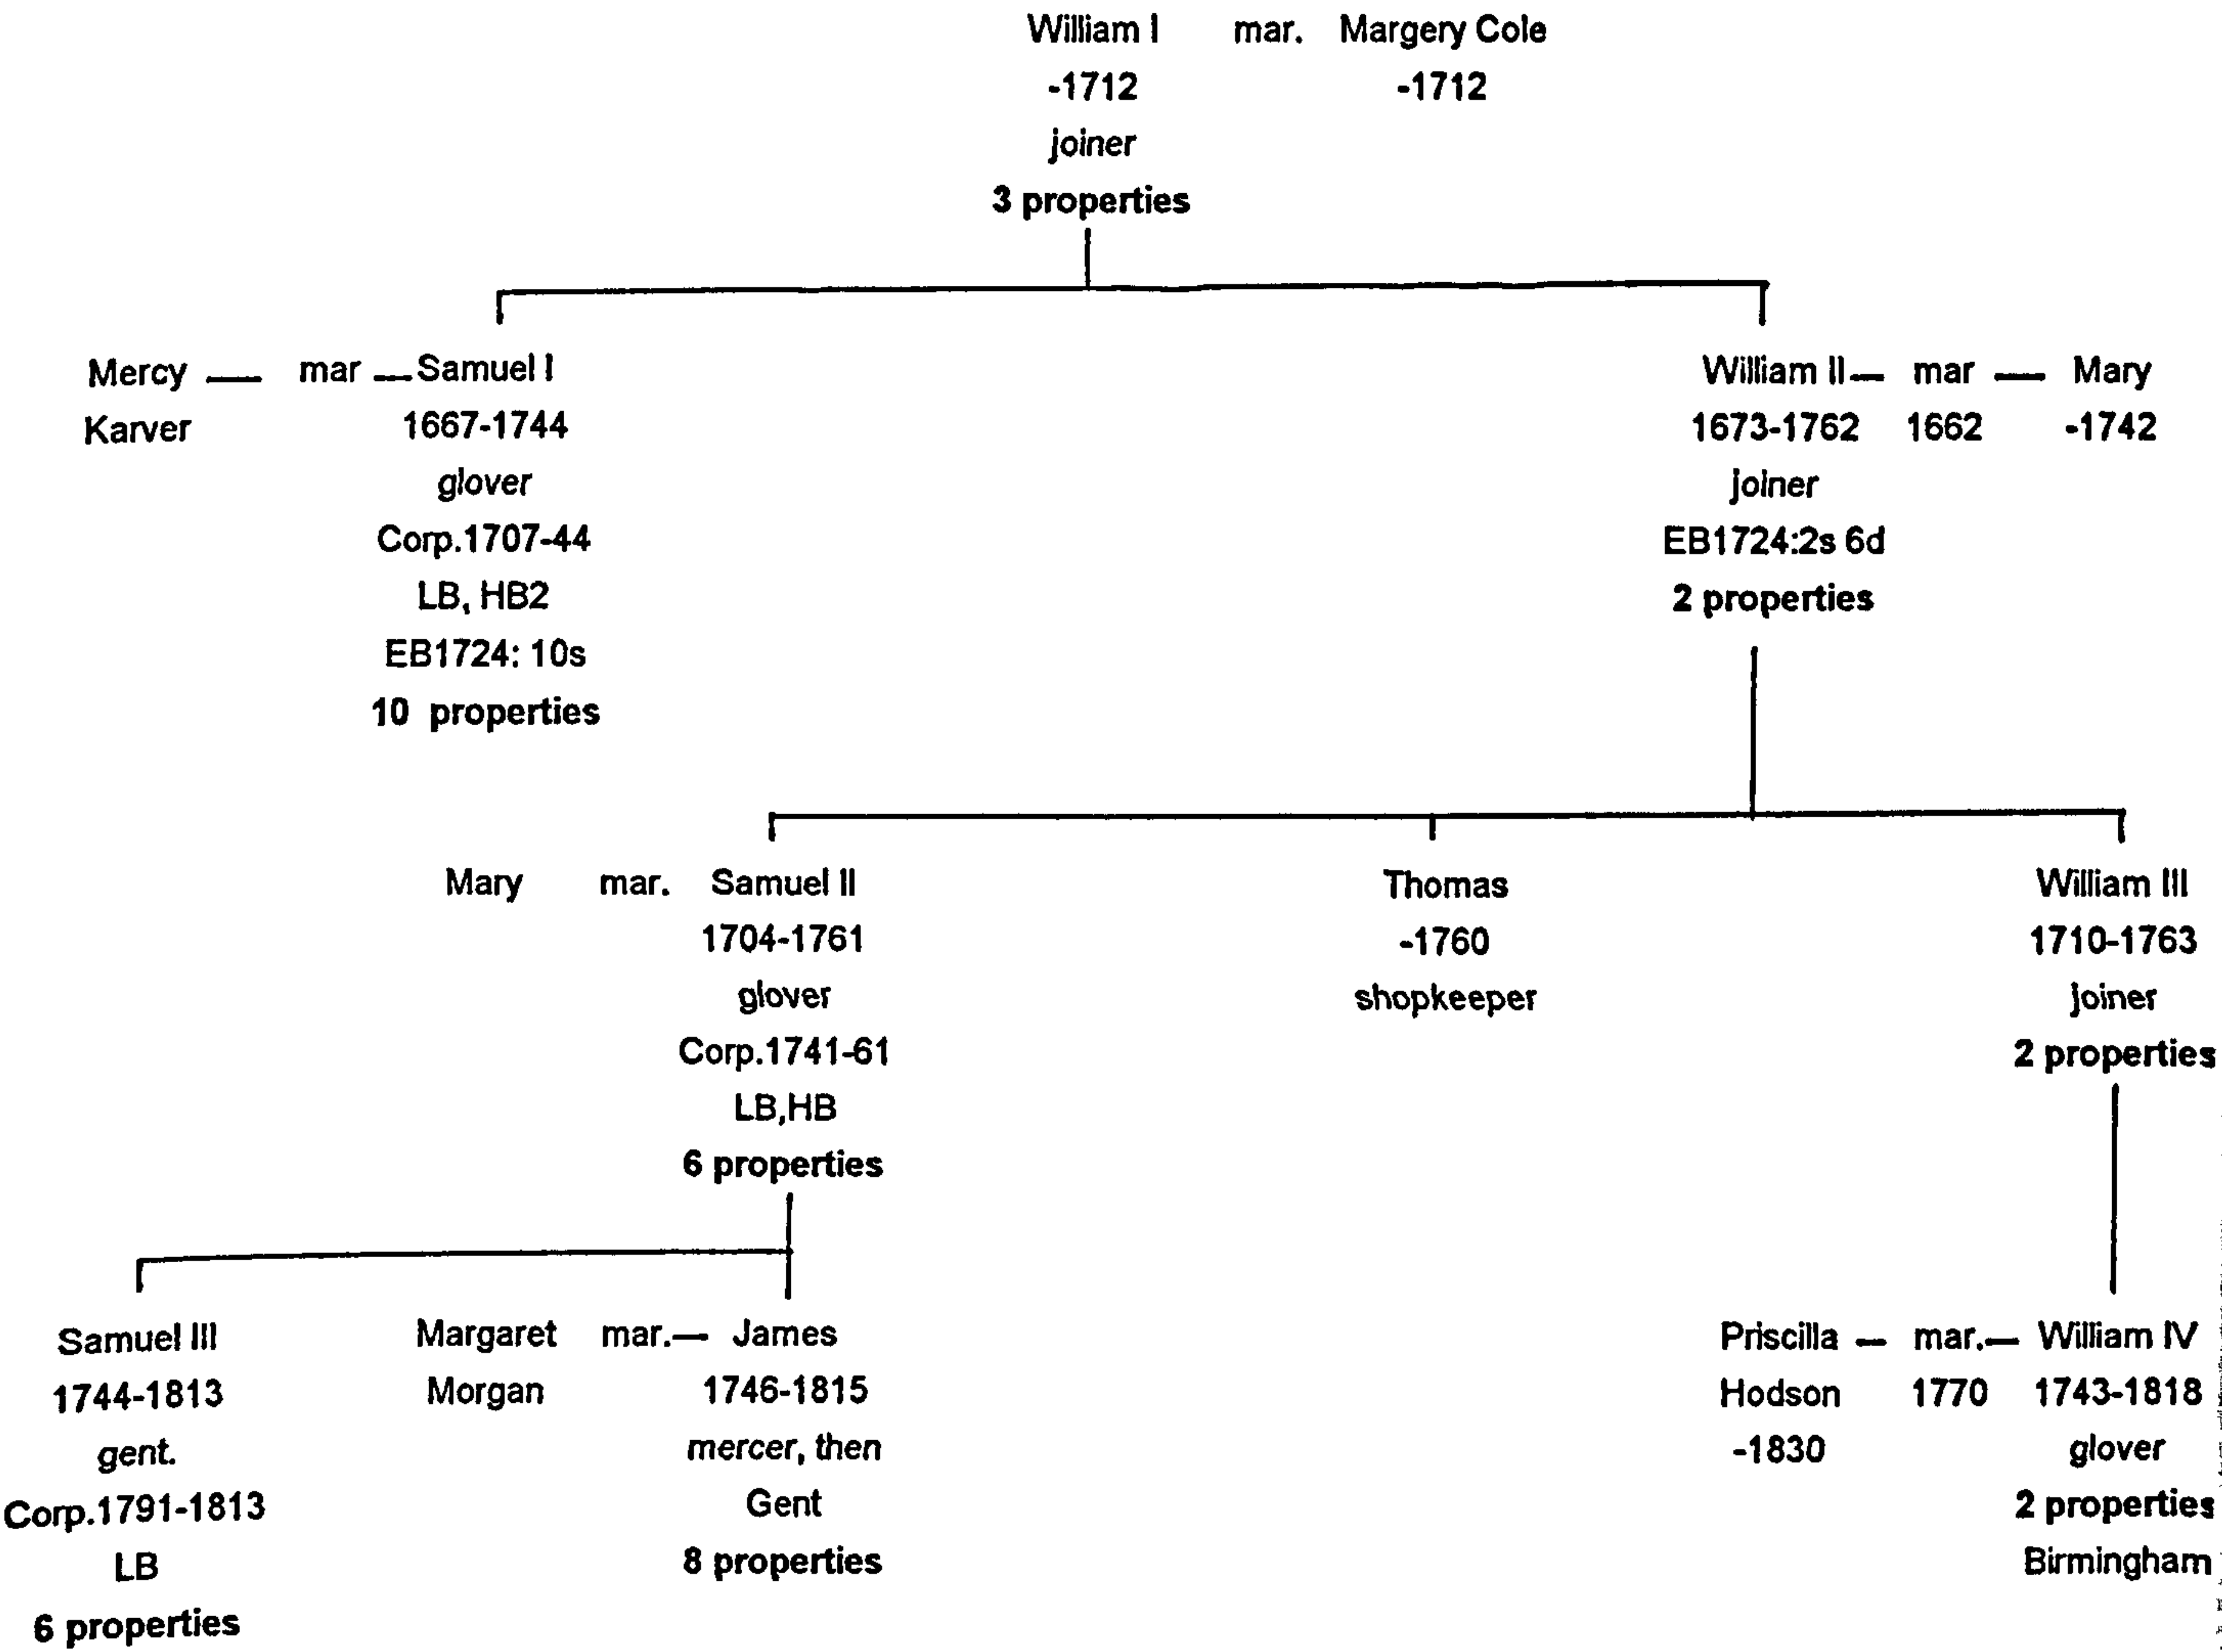 William I mar. Margery Cole
-1712 -1712
joiner
3 properties
Mercy — mar — Samuel I
Karver 1667-1744
glover
Corp.1707-44
LB, HB2
EB1724: 10s
10 properties
William II — mar — Mary
1673-1762 1662 -1742
joiner
EB1724:2s 6d
2 properties
Mary mar. Samuel II
1704-1761
glover
Corp.1741-61
LB,HB
6 properties
Thomas
-1760
shopkeeper
William III
1710-1763
joiner
2 properties
Samuel III
1744-1813
gent.
Corp.1791-1813
LB
6 properties
Margaret mar.— James
Morgan 1746-1815
mercer, then
Gent
8 properties
Priscilla — mar.— William IV
Hodson 1770 1743-1818
-1830 glover
2 properties
Birmingham